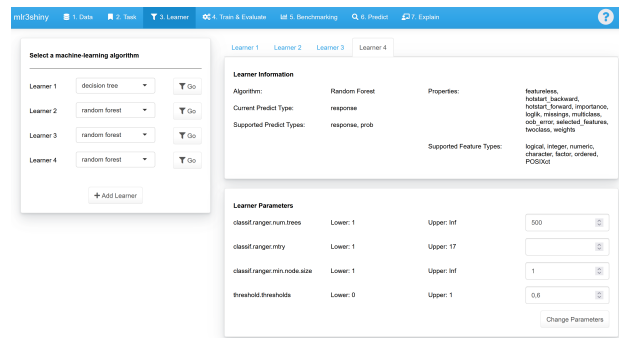 mlr3shiny 1. Data 2. Task 3. Learner 4. Train & Evaluate 5. Benchmarking 6. Predict 7. Explain ?
Select a machine-learning algorithm
Learner 1 decision tree Go
Learner 2 random forest Go
Learner 3 random forest Go
Learner 4 random forest Go
+ Add Learner
Learner 1 Learner 2 Learner 3 Learner 4
Learner Information
Algorithm: Random Forest Properties: featureless,
hotstart_backward,
Current Predict Type: response hotstart_forward, importance,
loglik, missings, multiclass,
Supported Predict Types: response, prob oob_error, selected_features,
twoclass, weights
Supported Feature Types: logical, integer, numeric,
character, factor, ordered,
POSIXct
Learner Parameters
classif.ranger.num.trees Lower: 1 Upper: Inf 500
classif.ranger.mtry Lower: 1 Upper: 17
classif.ranger.min.node.size Lower: 1 Upper: Inf 1
threshold.thresholds Lower: 0 Upper: 1 0,6
Change Parameters